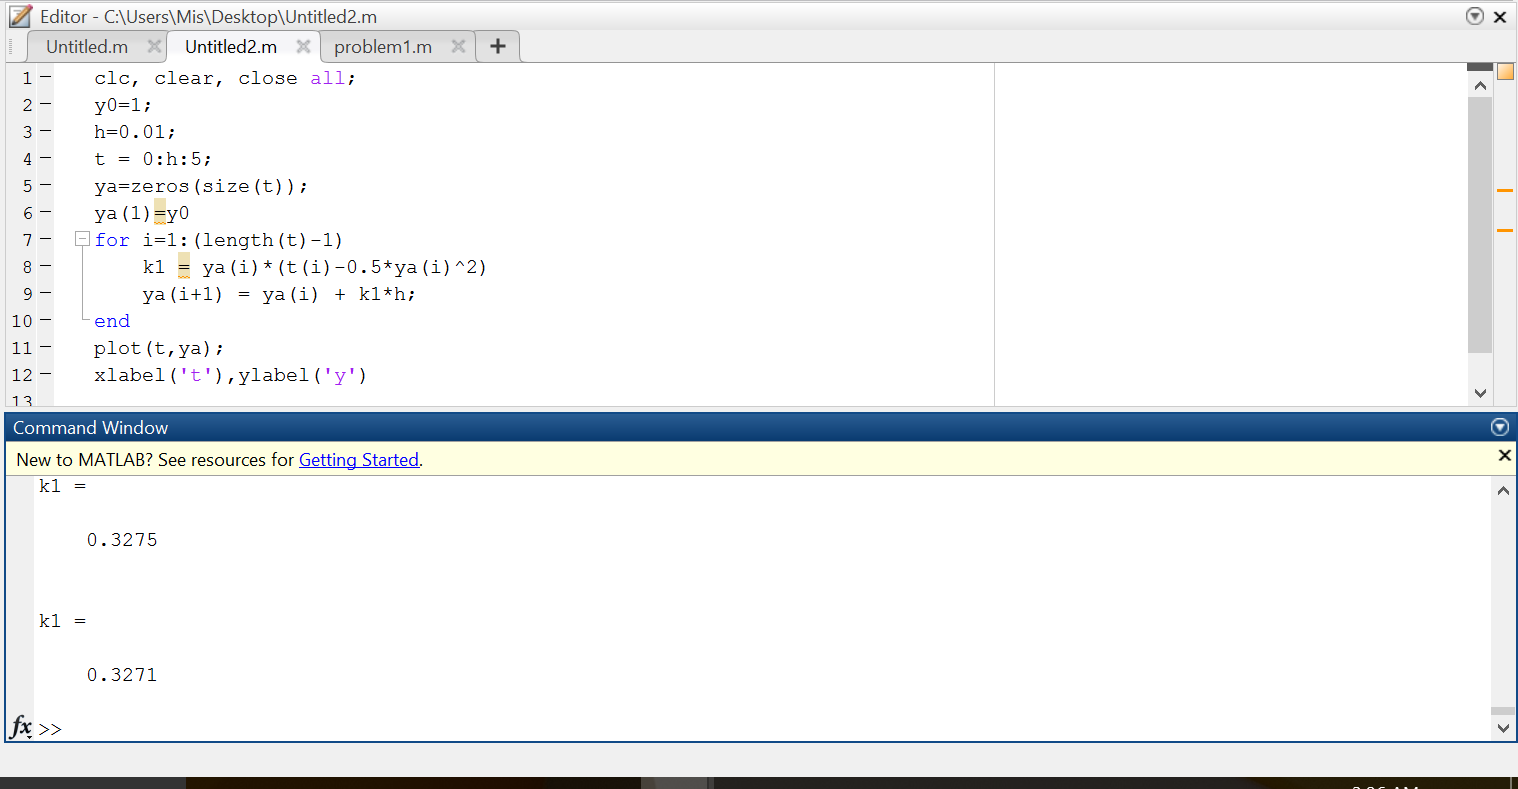 Editor - C:\Users\Mis\Desktop\Untitled2.m
Untitled.m Untitled2.m problem1.m +
1 clc, clear, close all;
2 y0=1;
3 h=0.01;
4 t = 0:h:5;
5 ya=zeros(size(t));
6 ya(1)=y0
7 for i=1:(length(t)-1)
8 k1 = ya(i)*(t(i)-0.5*ya(i)^2)
9 ya(i+1) = ya(i) + k1*h;
10 end
11 plot(t,ya);
12 xlabel('t'),ylabel('y')
13
Command Window
New to MATLAB? See resources for Getting Started.
k1 =
0.3275
k1 =
0.3271
fx >>